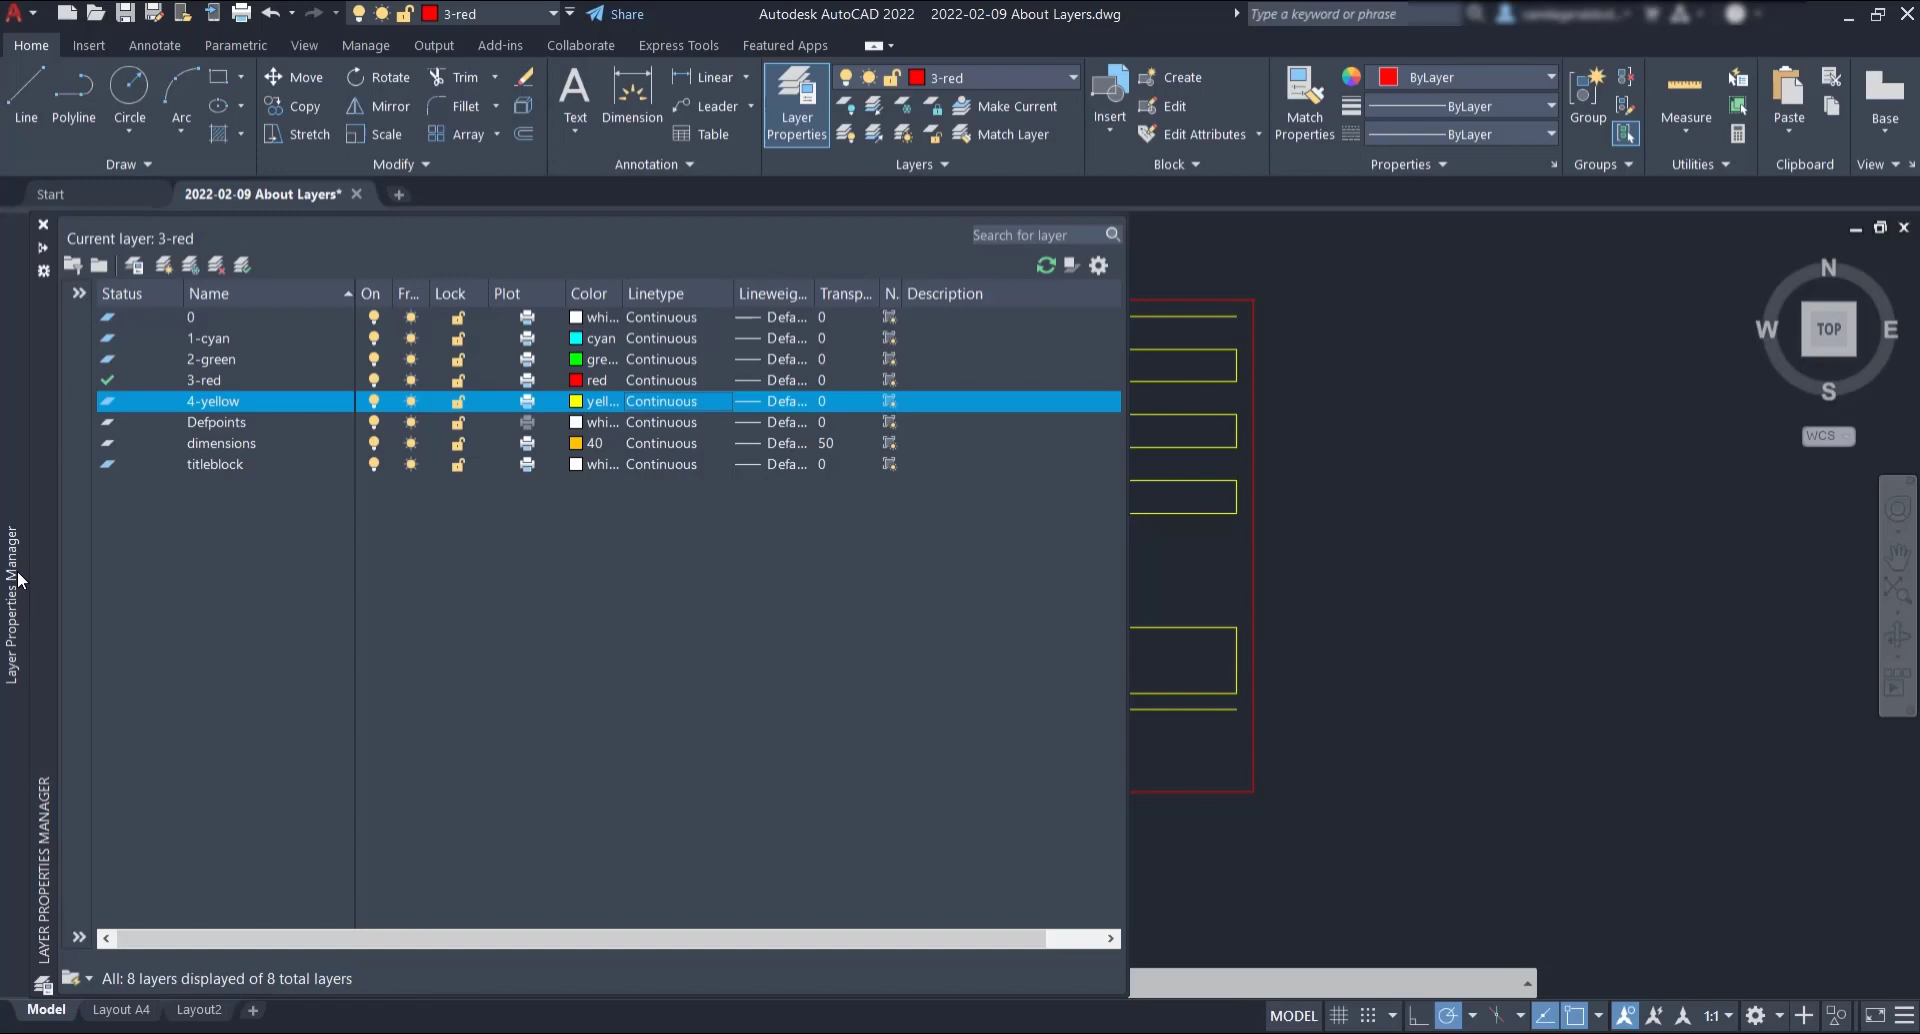 3-red Share Autodesk AutoCAD 2022 2022-02-09 About Layers.dwg Type a keyword or phrase
Home Insert Annotate Parametric View Manage Output Add-ins Collaborate Express Tools Featured Apps
Move Rotate Trim Linear 3-red Create ByLayer
Line Polyline Circle Arc Copy Mirror Fillet Text Dimension Leader Layer Properties Make Current Insert Edit Match Properties ByLayer Group Measure Paste Base
Stretch Scale Array Table Match Layer Edit Attributes ByLayer
Draw Modify Annotation Layers Block Properties Groups Utilities Clipboard View
Start 2022-02-09 About Layers*
Current layer: 3-red Search for layer
Status Name On Fr... Lock Plot Color Linetype Lineweig... Transp... N. Description
0 whi... Continuous Defa... 0
1-cyan cyan Continuous Defa... 0
2-green gre... Continuous Defa... 0
3-red red Continuous Defa... 0
4-yellow yell... Continuous Defa... 0
Defpoints whi... Continuous Defa... 0
dimensions 40 Continuous Defa... 50
titleblock whi... Continuous Defa... 0
N
W TOP E
S
WCS
Layer Properties Manager
LAYER PROPERTIES MANAGER
All: 8 layers displayed of 8 total layers
Model Layout A4 Layout2 MODEL 1:1